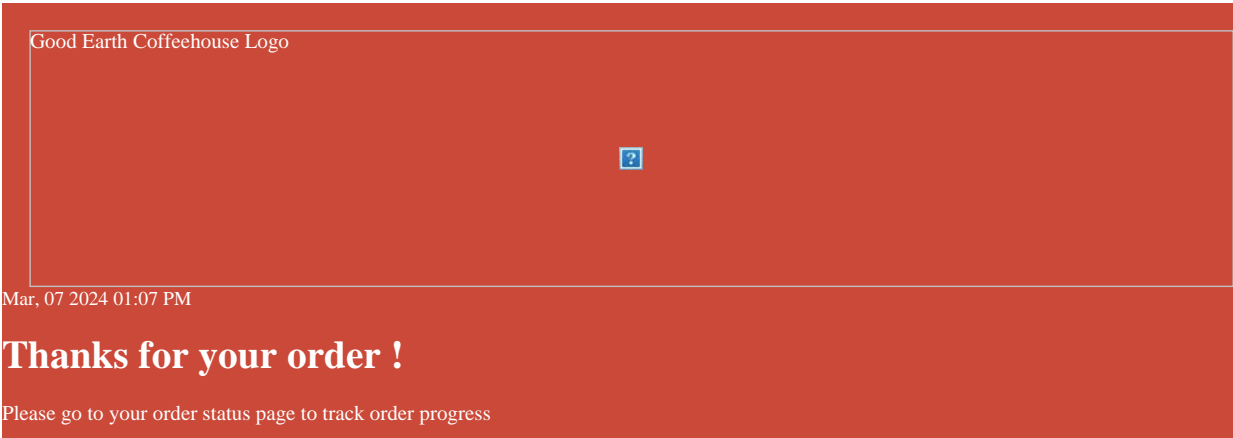 Good Earth Coffeehouse Logo
Mar, 07 2024 01:07 PM
Thanks for your order !
Please go to your order status page to track order progress